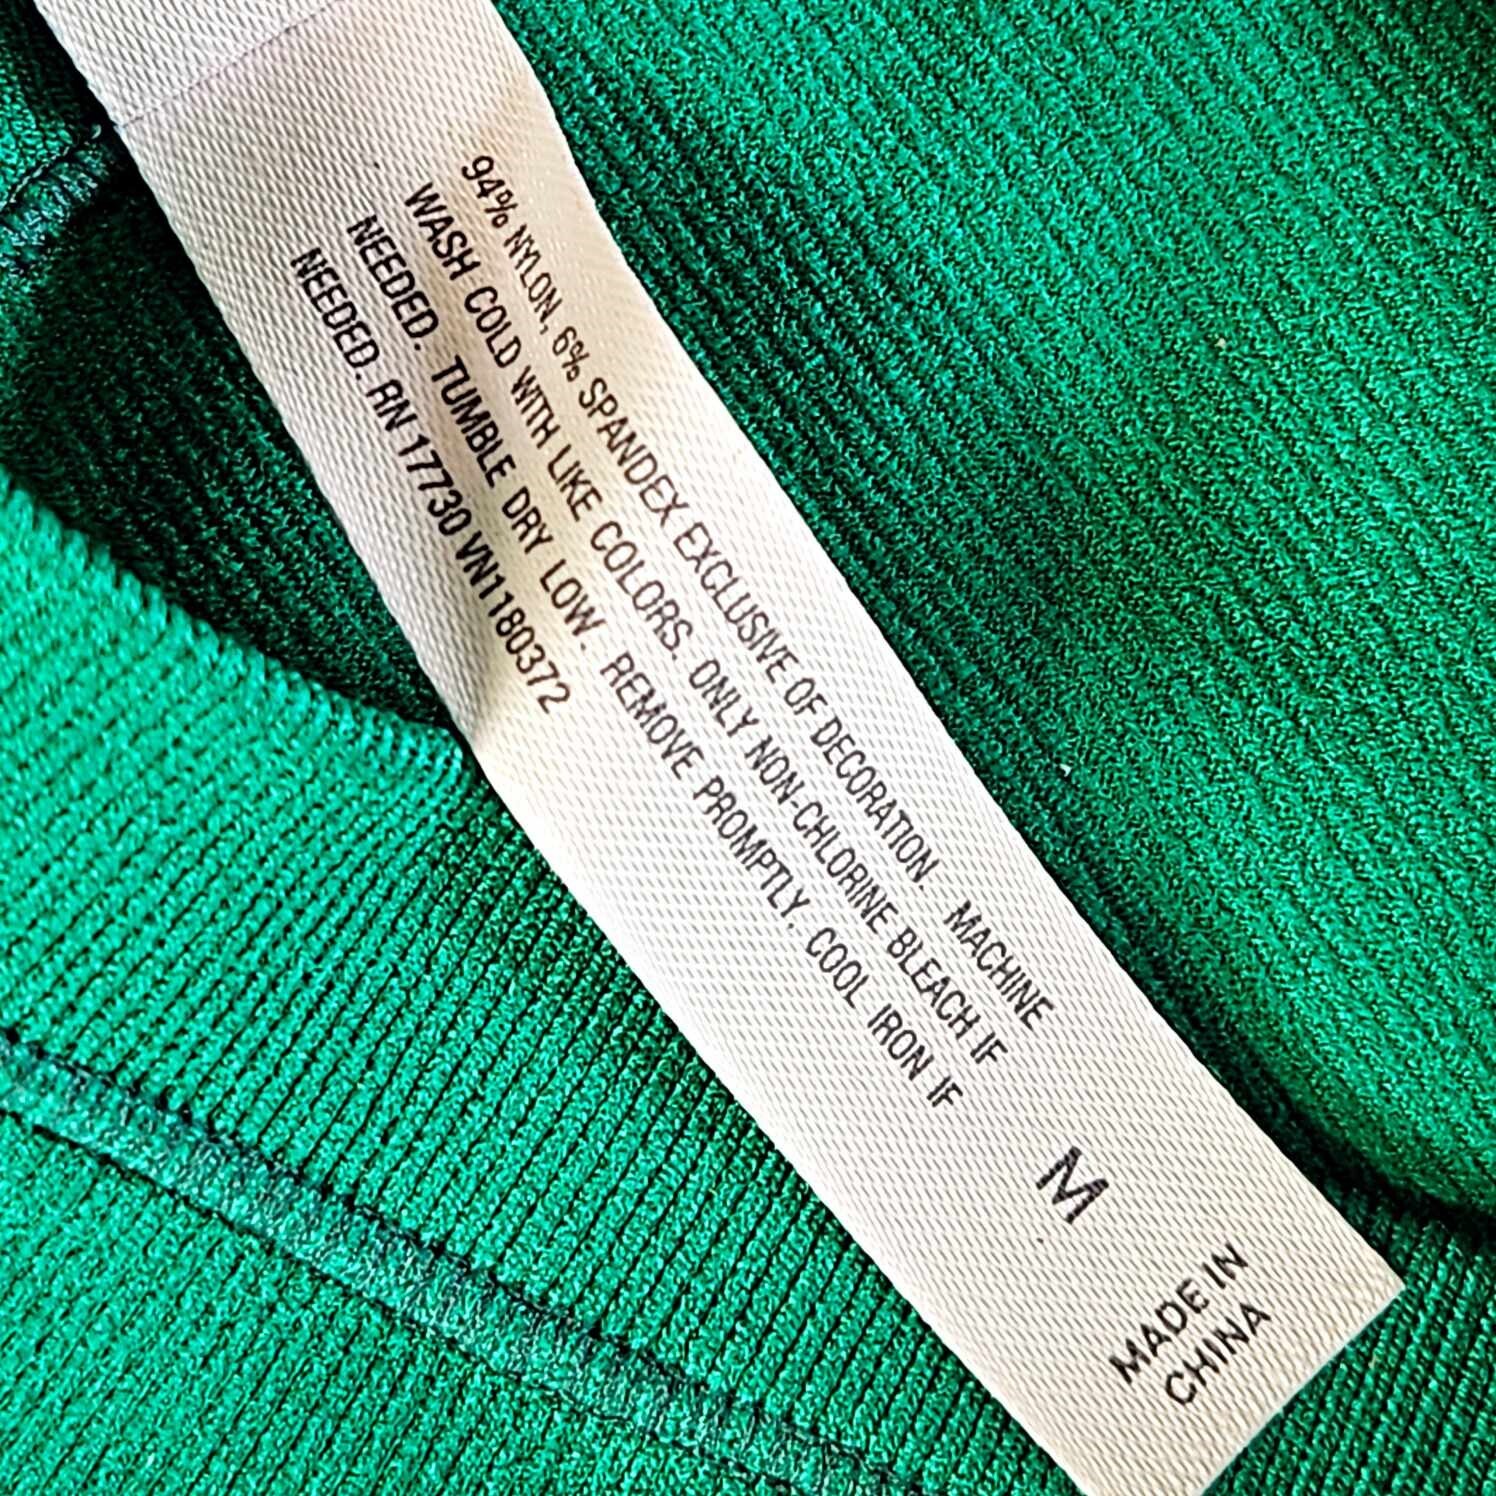 94% NYLON, 6% SPANDEX EXCLUSIVE OF DECORATION. MACHINE
WASH COLD WITH LIKE COLORS. ONLY NON-CHLORINE BLEACH IF
NEEDED. TUMBLE DRY LOW. REMOVE PROMPTLY. COOL IRON IF
NEEDED. RN 17730 VN1180372
M
MADE IN
CHINA